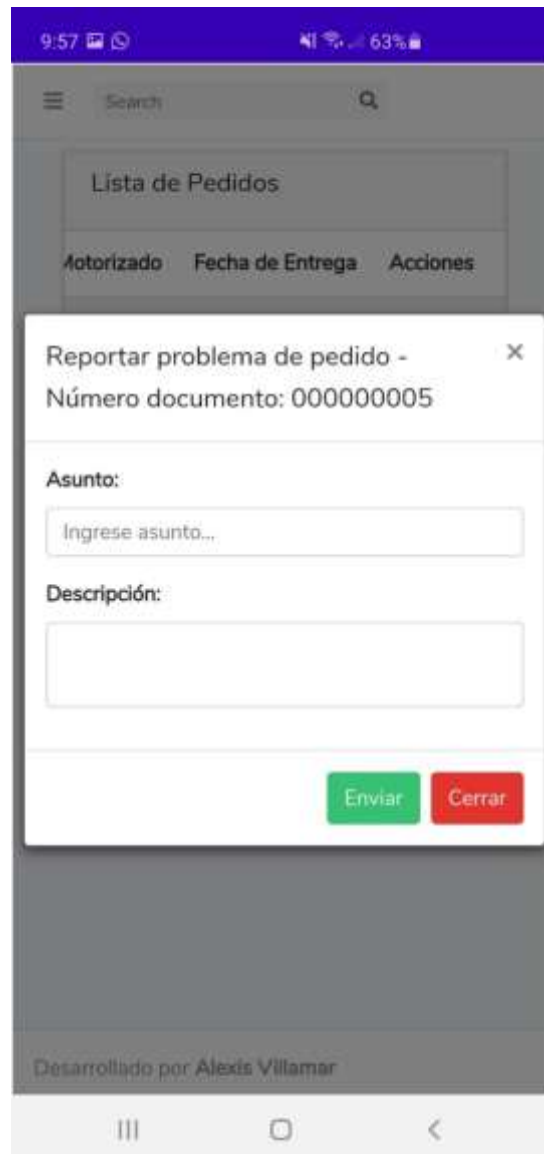 9:57
63%
Search
Lista de Pedidos
Motorizado Fecha de Entrega Acciones
Reportar problema de pedido - ×
Número documento: 000000005
Asunto:
Ingrese asunto...
Descripción:
Enviar Cerrar
Desarrollado por Alexis Villamar